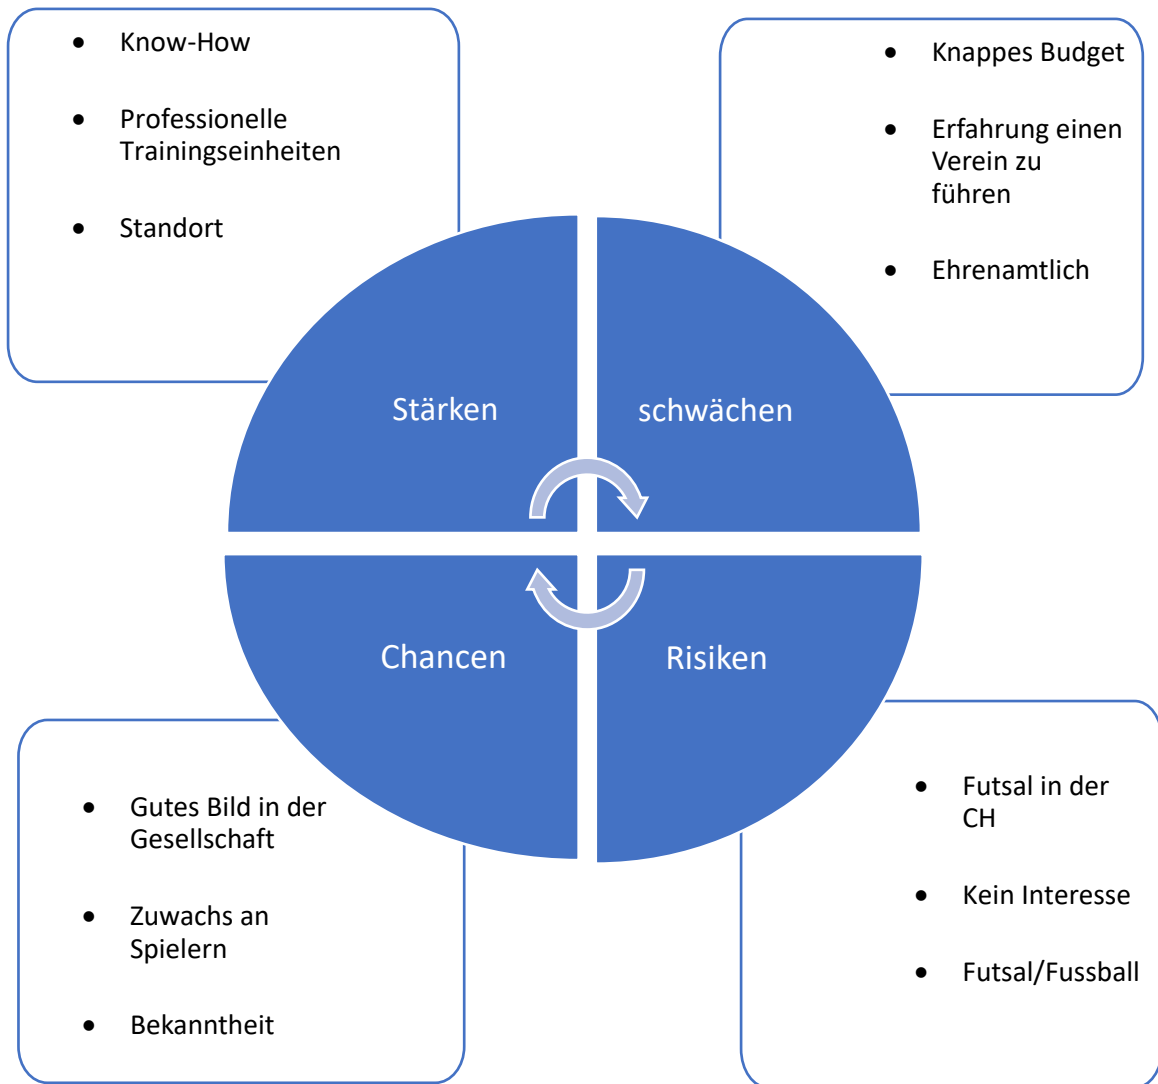 • Know-How
• Professionelle
Trainingseinheiten
• Standort
• Knappes Budget
• Erfahrung einen
Verein zu
führen
• Ehrenamtlich
Stärken
schwächen
Chancen
Risiken
• Gutes Bild in der
Gesellschaft
• Zuwachs an
Spielern
• Bekanntheit
• Futsal in der
CH
• Kein Interesse
• Futsal/Fussball